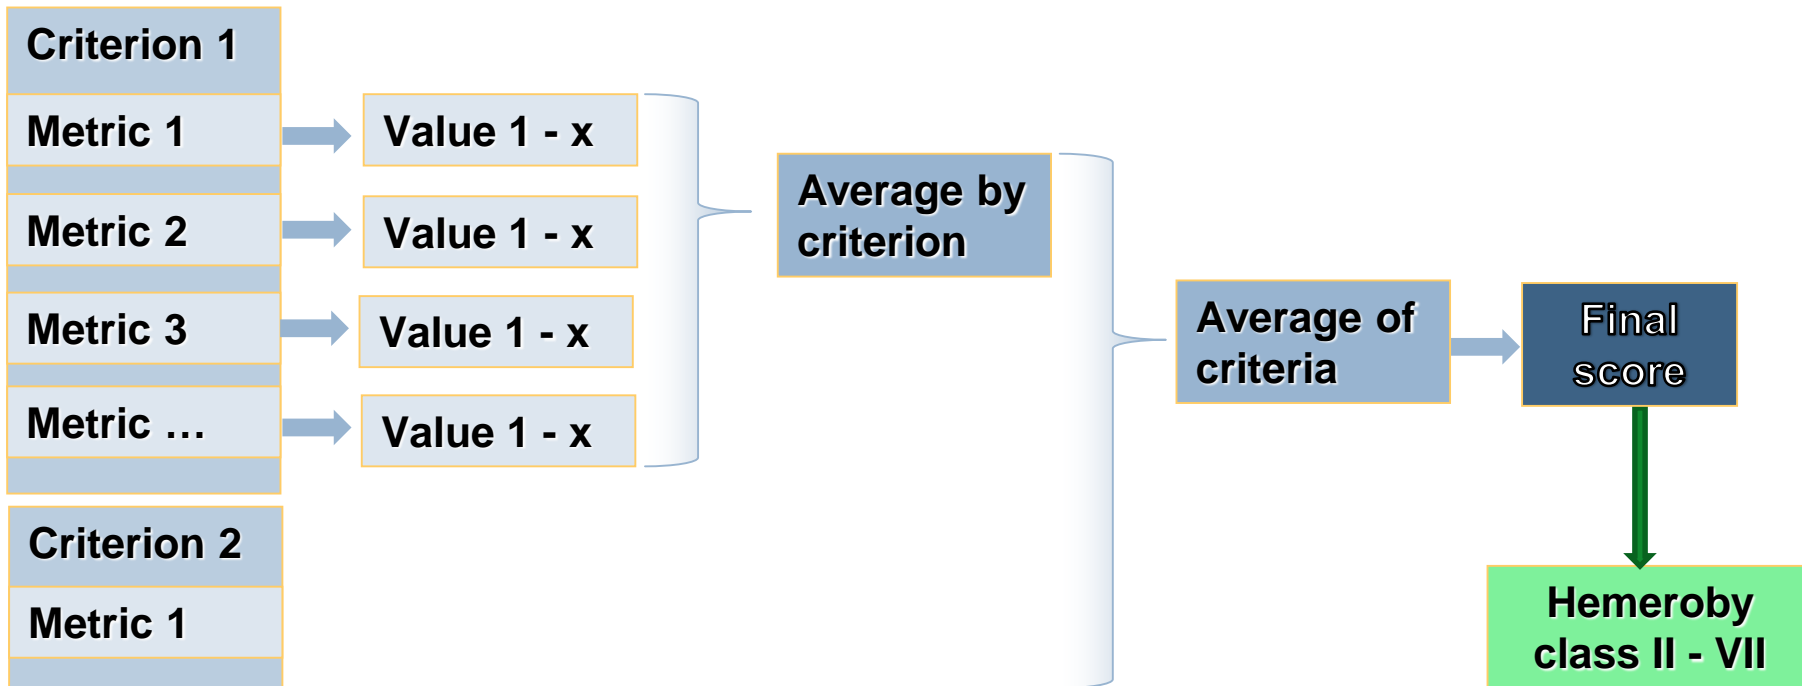 Criterion 1
Metric 1
Value 1 - x
Metric 2
Value 1 - x
Metric 3
Value 1 - x
Metric …
Value 1 - x
Average by
criterion
Average of
criteria
Final
score
Criterion 2
Metric 1
Hemeroby
class II - VII